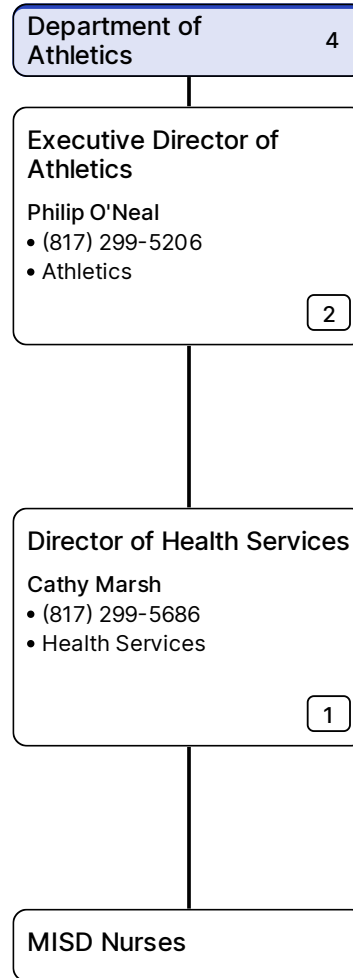 Department of
Athletics
4
Executive Director of
Athletics
Philip O'Neal
• (817) 299-5206
• Athletics
2
Director of Health Services
Cathy Marsh
• (817) 299-5686
• Health Services
1
MISD Nurses